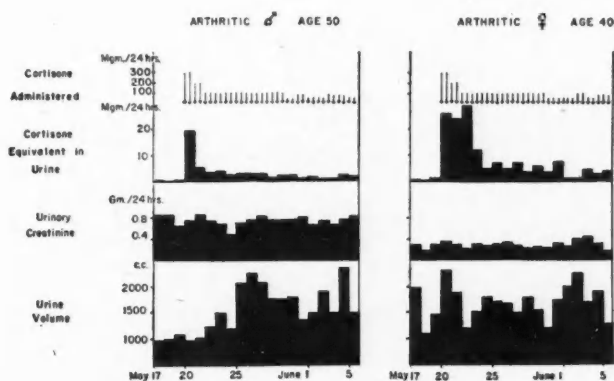 ARTHRITIC ♂ AGE 50
ARTHRITIC ♀ AGE 40
Mgm./24 hrs.
Cortisone
Administered
300
200
100
Mgm./24 hrs.
Cortisone
Equivalent in
Urine
20
10
Gm./24 hrs.
Urinary
Creatinine
0.8
0.4
c.c.
Urine
Volume
2000
1500
1000
May 17 20 25 June 1 5
May 17 20 25 June 1 5